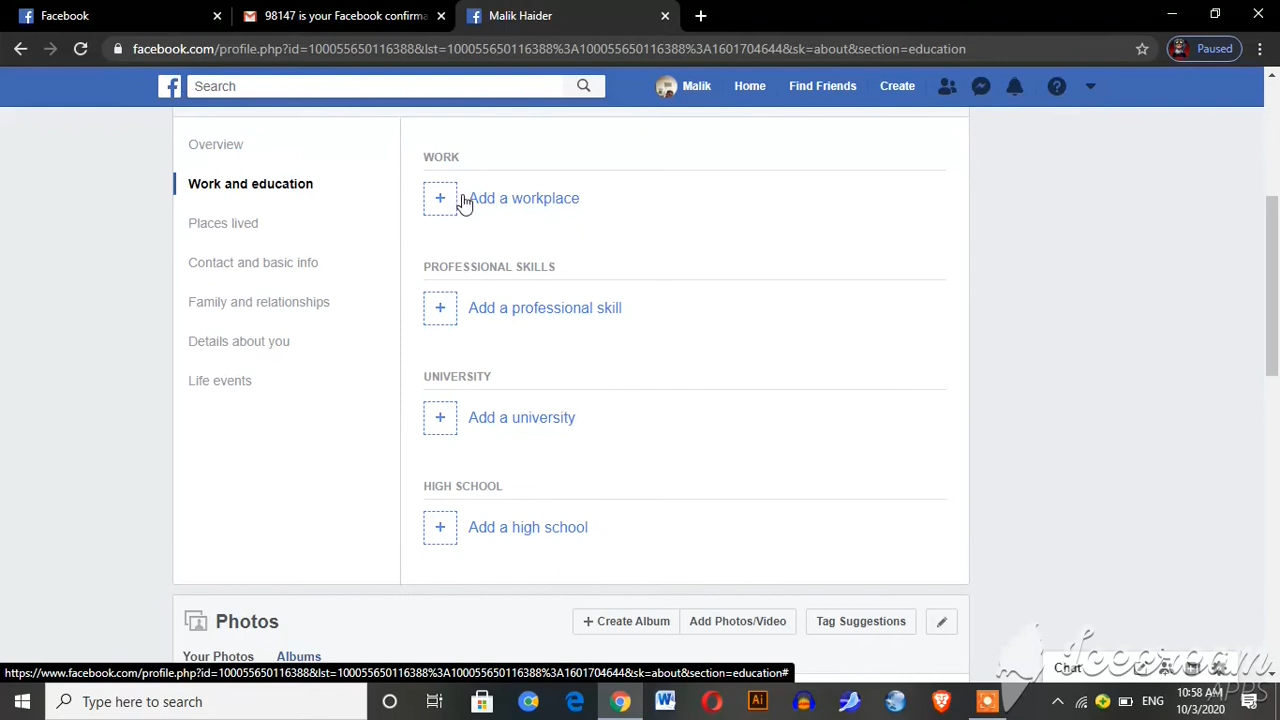 Facebook
98147 is your Facebook confirma
Malik Haider
facebook.com/profile.php?id=100055650116388&lst=100055650116388%3A100055650116388%3A1601704644&sk=about&section=education
Paused
Search
Malik
Home
Find Friends
Create
Overview
Work and education
Places lived
Contact and basic info
Family and relationships
Details about you
Life events
WORK
Add a workplace
PROFESSIONAL SKILLS
Add a professional skill
UNIVERSITY
Add a university
HIGH SCHOOL
Add a high school
Photos
+ Create Album
Add Photos/Video
Tag Suggestions
Your Photos
Albums
https://www.facebook.com/profile.php?id=100055650116388&lst=100055650116388%3A100055650116388%3A1601704644&sk=about&section=education#
Chat
Icecream
APPS
Type here to search
ENG
10:58 AM
10/3/2020